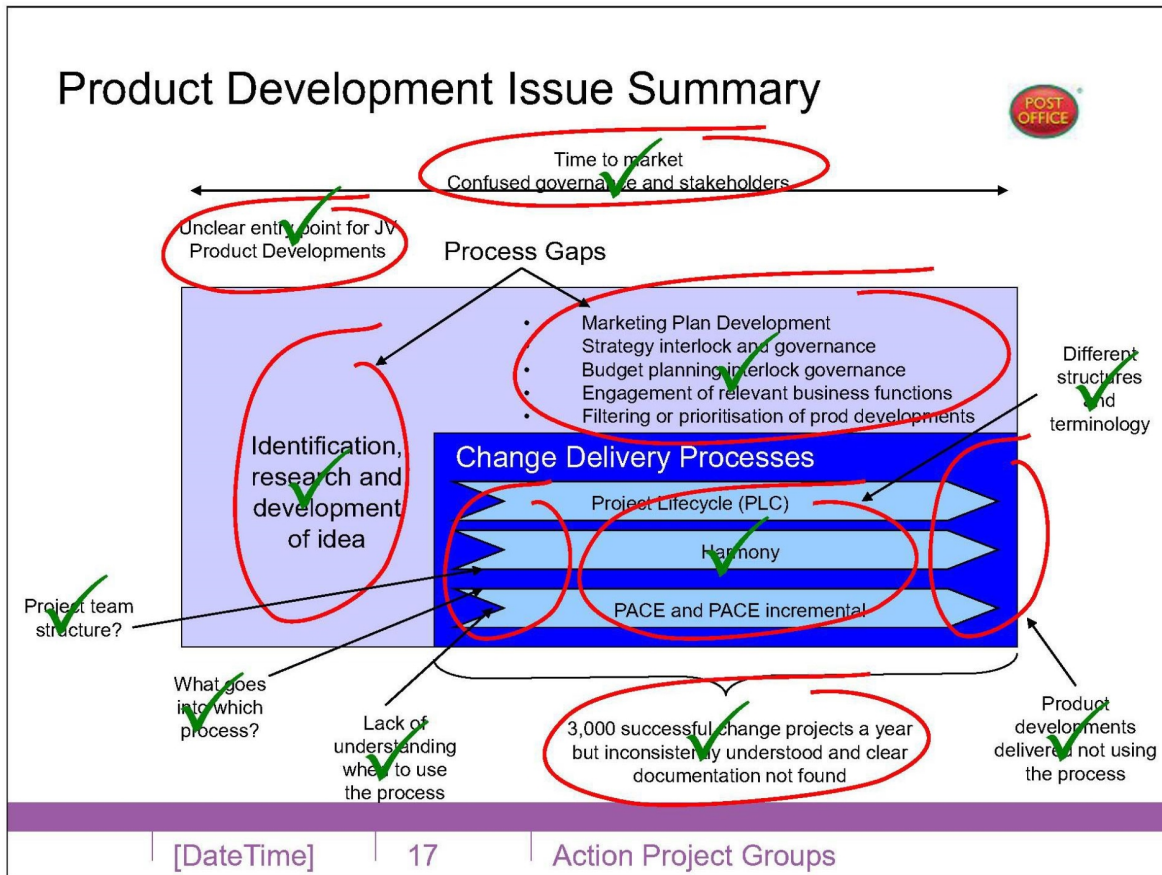 Product Development Issue Summary
POST
OFFICE
®
Time to market
Confused governance and stakeholders
Unclear entry point for JV
Product Developments
Process Gaps
• Marketing Plan Development
• Strategy interlock and governance
• Budget planning interlock governance
• Engagement of relevant business functions
• Filtering or prioritisation of prod developments
Different
structures
and
terminology
Identification,
research and
development
of idea
Change Delivery Processes
Project Lifecycle (PLC)
Harmony
PACE and PACE incremental
Project team
structure?
What goes
into which
process?
Lack of
understanding
when to use
the process
3,000 successful change projects a year
but inconsistently understood and clear
documentation not found
Product
developments
delivered not using
the process
[DateTime]
17
Action Project Groups